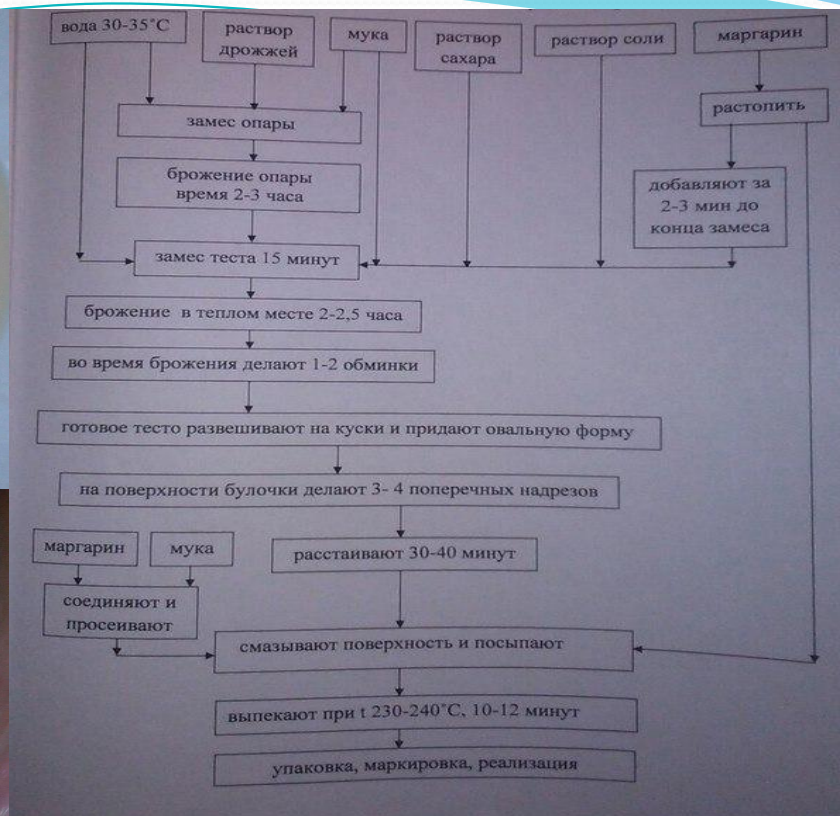 вода 30-35°С
раствор
дрожжей
мука
раствор
сахара
раствор соли
маргарин
растопить
замес опары
брожение опары
время 2-3 часа
добавляют за
2-3 мин до
конца замеса
замес теста 15 минут
брожение в теплом месте 2-2,5 часа
во время брожения делают 1-2 обминки
готовое тесто развешивают на куски и придают овальную форму
на поверхности булочки делают 3- 4 поперечных надрезов
маргарин
мука
расстаивают 30-40 минут
соединяют и
просеивают
смазывают поверхность и посыпают
выпекают при t 230-240°С, 10-12 минут
упаковка, маркировка, реализация